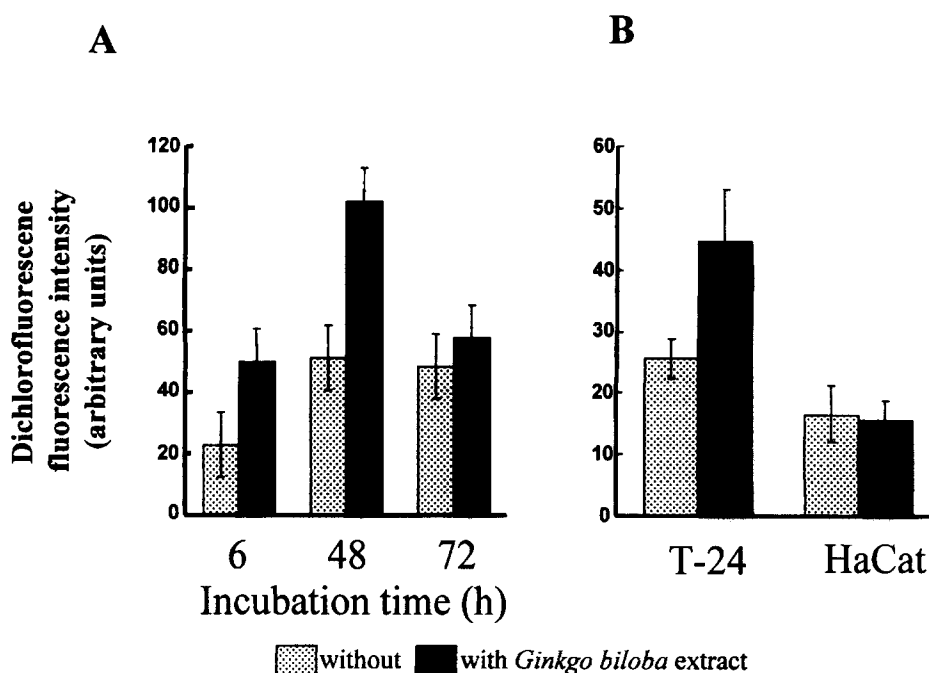 A
B
Dichlorofluorescene
fluorescence intensity
(arbitrary units)
120
100
80
60
40
20
0
6 48 72
Incubation time (h)
60
50
40
30
20
10
0
T-24 HaCat
without with Ginkgo biloba extract